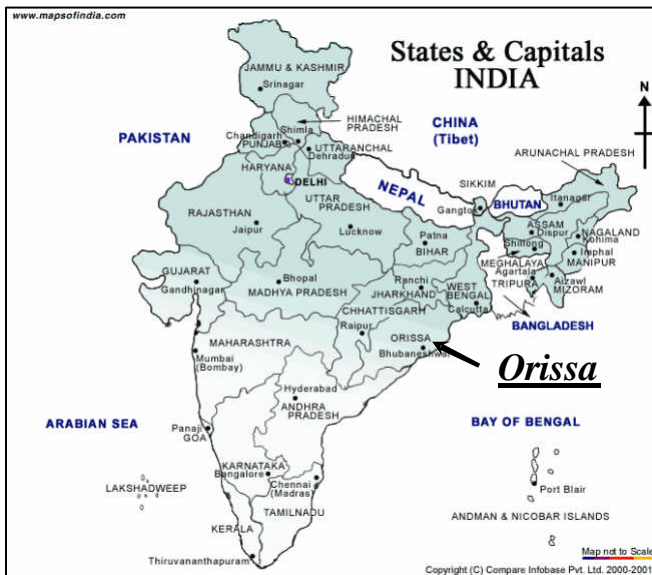 www.mapsofindia.com
States & Capitals
INDIA
N
JAMMU & KASHMIR
Srinagar
HIMACHAL
PRADESH
CHINA
(Tibet)
PAKISTAN
Chandigarh
Shimla
PUNJAB
UTTARANCHAL
Dehradun
ARUNACHAL PRADESH
HARYANA
DELHI
NEPAL
SIKKIM
BHUTAN
Itanagar
RAJASTHAN
UTTAR
PRADESH
Gangtok
ASSAM
Dispur
NAGALAND
Kohima
Jaipur
Lucknow
Patna
BIHAR
Shillong
Imphal
MANIPUR
MEGHALAYA
Agartala
TRIPURA
Aizawl
MIZORAM
GUJARAT
Gandhinagar
Bhopal
MADHYA PRADESH
Ranchi
JHARKHAND
WEST
BENGAL
Calcutta
CHHATTISGARH
Raipur
BANGLADESH
MAHARASHTRA
ORISSA
Bhubaneshwar
Mumbai
(Bombay)
Orissa
Hyderabad
ANDHRA
PRADESH
ARABIAN SEA
Panaji
GOA
BAY OF BENGAL
KARNATAKA
Bangalore
Chennai
(Madras)
LAKSHADWEEP
Port Blair
TAMILNADU
ANDMAN & NICOBAR ISLANDS
KERALA
Thiruvananthapuram
Map not to Scale
Copyright (C) Compare Infobase Pvt. Ltd. 2000-2001